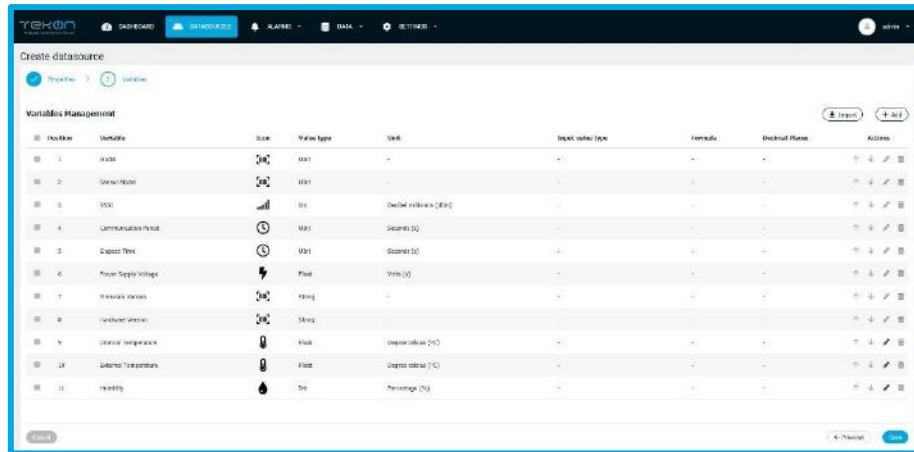 TEKON
DASHBOARD DATASOURCES ALARMS DATA SETTINGS admin
Create datasource
Properties > 2 Variables
Variables Management Import + Add
Position Variable Icon Value type Unit Input value type Formula Decimal Places Actions
1 Model UInt - - - -
2 Sensor Model UInt - - - -
3 RSSI Int Decibel milliwatts (dBm) - - -
4 Communication Period UInt Seconds (s) - - -
5 Elapsed Time UInt Seconds (s) - - -
6 Power Supply Voltage Float Volts (V) - - -
7 Firmware Version String - - - -
8 Hardware Version String - - - -
9 Internal Temperature Float Degree celsius (ºC) - - -
10 External Temperature Float Degree celsius (ºC) - - -
11 Humidity Int Percentage (%) - - -
Cancel Previous Save